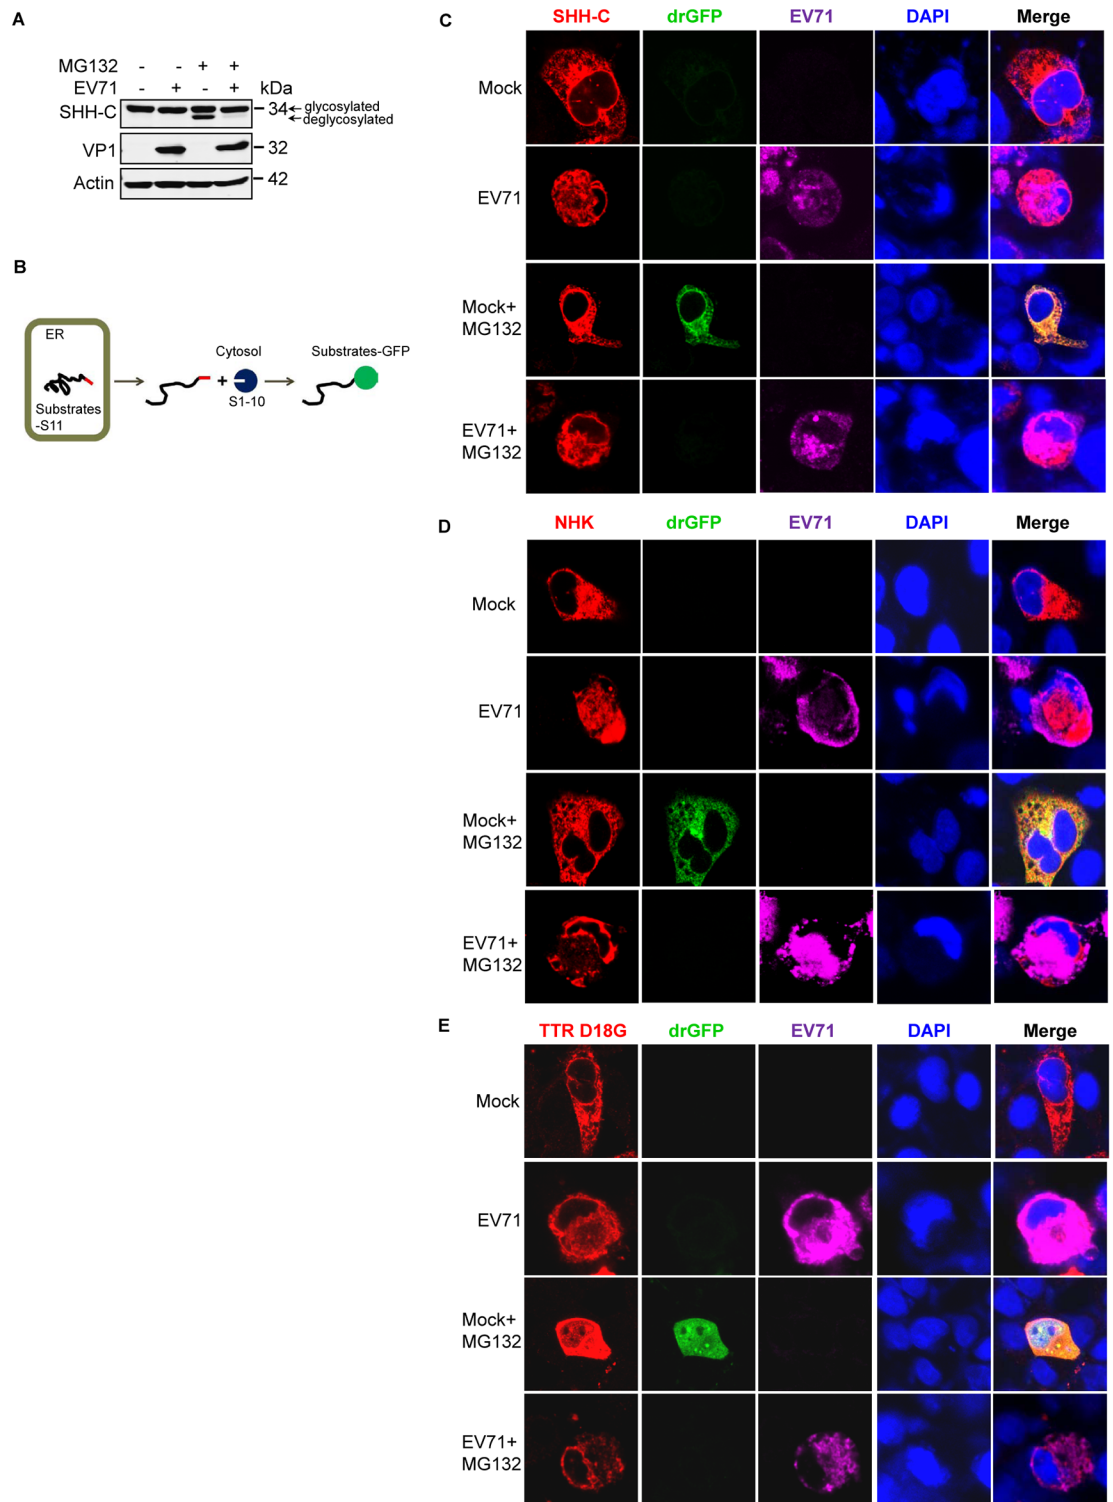 A
MG132 - - + +
EV71 - + - + kDa
SHH-C 34 glycosylated
deglycosylated
VP1 32
Actin 42
B
ER
Substrates
-S11
+
Cytosol
S1-10
Substrates-GFP
C
SHH-C drGFP EV71 DAPI Merge
Mock
EV71
Mock+
MG132
EV71+
MG132
D
NHK drGFP EV71 DAPI Merge
Mock
EV71
Mock+
MG132
EV71+
MG132
E
TTR D18G drGFP EV71 DAPI Merge
Mock
EV71
Mock+
MG132
EV71+
MG132